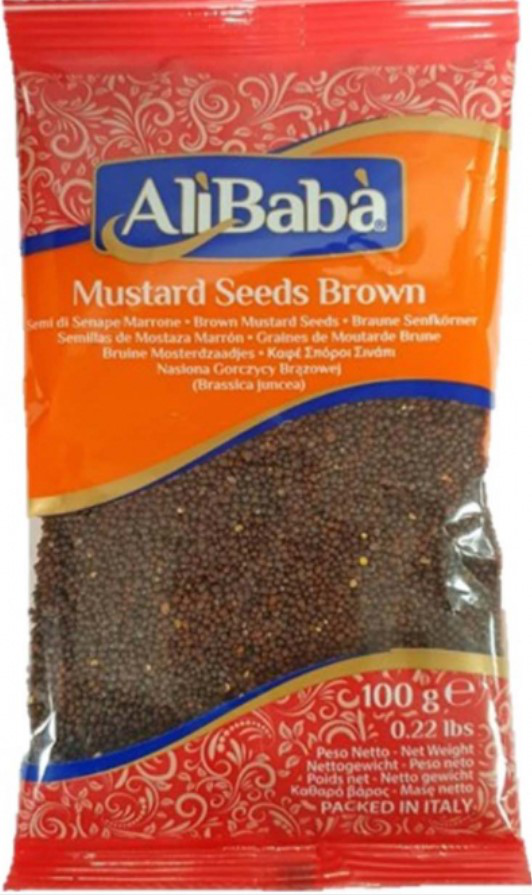 AlìBabà®
Mustard Seeds Brown
Semi di Senape Marrone • Brown Mustard Seeds • Braune Senfkörner
Semillas de Mostaza Marrón • Graines de Moutarde Brune
Bruine Mosterdzaadjes • Καφέ Σπόροι Σινάπι
Nasiona Gorczycy Brązowej
(Brassica juncea)
100 g ℮
0.22 lbs
Peso Netto - Net Weight
Nettogewicht - Peso neto
Poids net - Netto gewicht
Καθαρό βάρος - Masę netto
PACKED IN ITALY